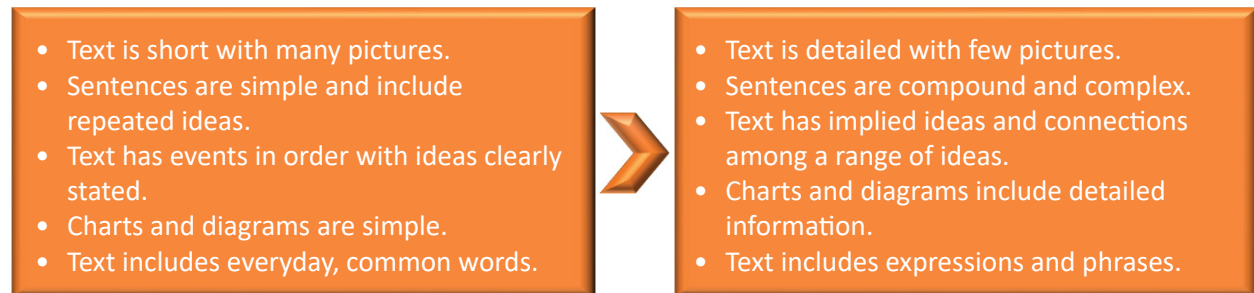 • Text is short with many pictures.
• Sentences are simple and include
repeated ideas.
• Text has events in order with ideas clearly
stated.
• Charts and diagrams are simple.
• Text includes everyday, common words.
• Text is detailed with few pictures.
• Sentences are compound and complex.
• Text has implied ideas and connections
among a range of ideas.
• Charts and diagrams include detailed
information.
• Text includes expressions and phrases.